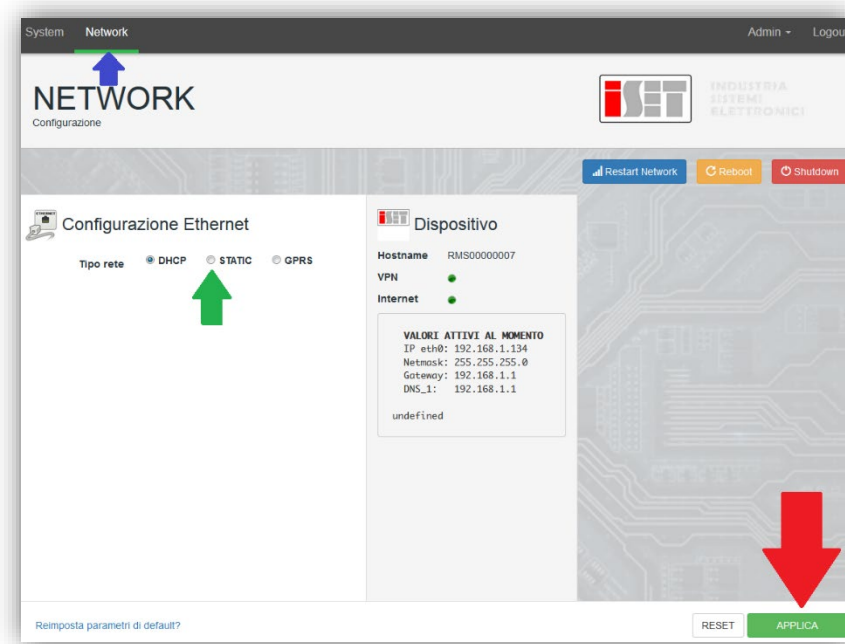 System Network Admin Logou
NETWORK
Configurazione
iSET
INDUSTRIA
SISTEMI
ELETTRONICI
Restart Network Reboot Shutdown
Configurazione Ethernet
Tipo rete DHCP STATIC GPRS
iSET Dispositivo
Hostname RMS00000007
VPN
Internet
VALORI ATTIVI AL MOMENTO
IP eth0: 192.168.1.134
Netmask: 255.255.255.0
Gateway: 192.168.1.1
DNS_1: 192.168.1.1
undefined
Reimposta parametri di default? RESET APPLICA